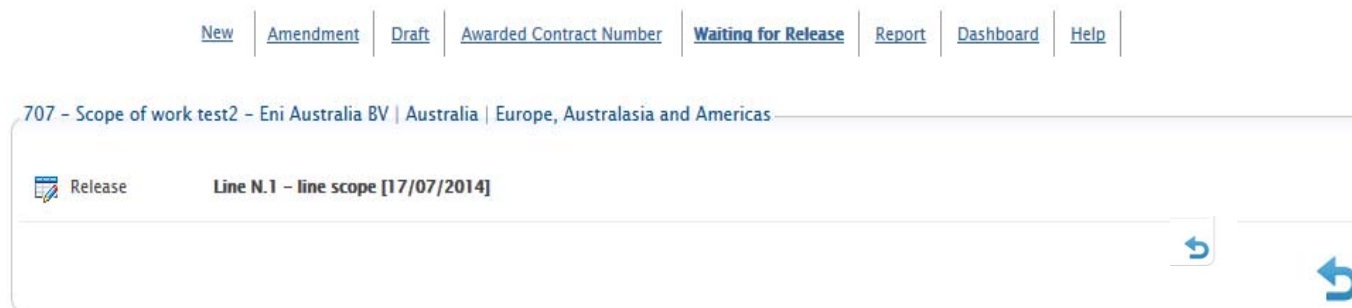 New Amendment Draft Awarded Contract Number Waiting for Release Report Dashboard Help
707 – Scope of work test2 – Eni Australia BV | Australia | Europe, Australasia and Americas
Release Line N.1 – line scope [17/07/2014]